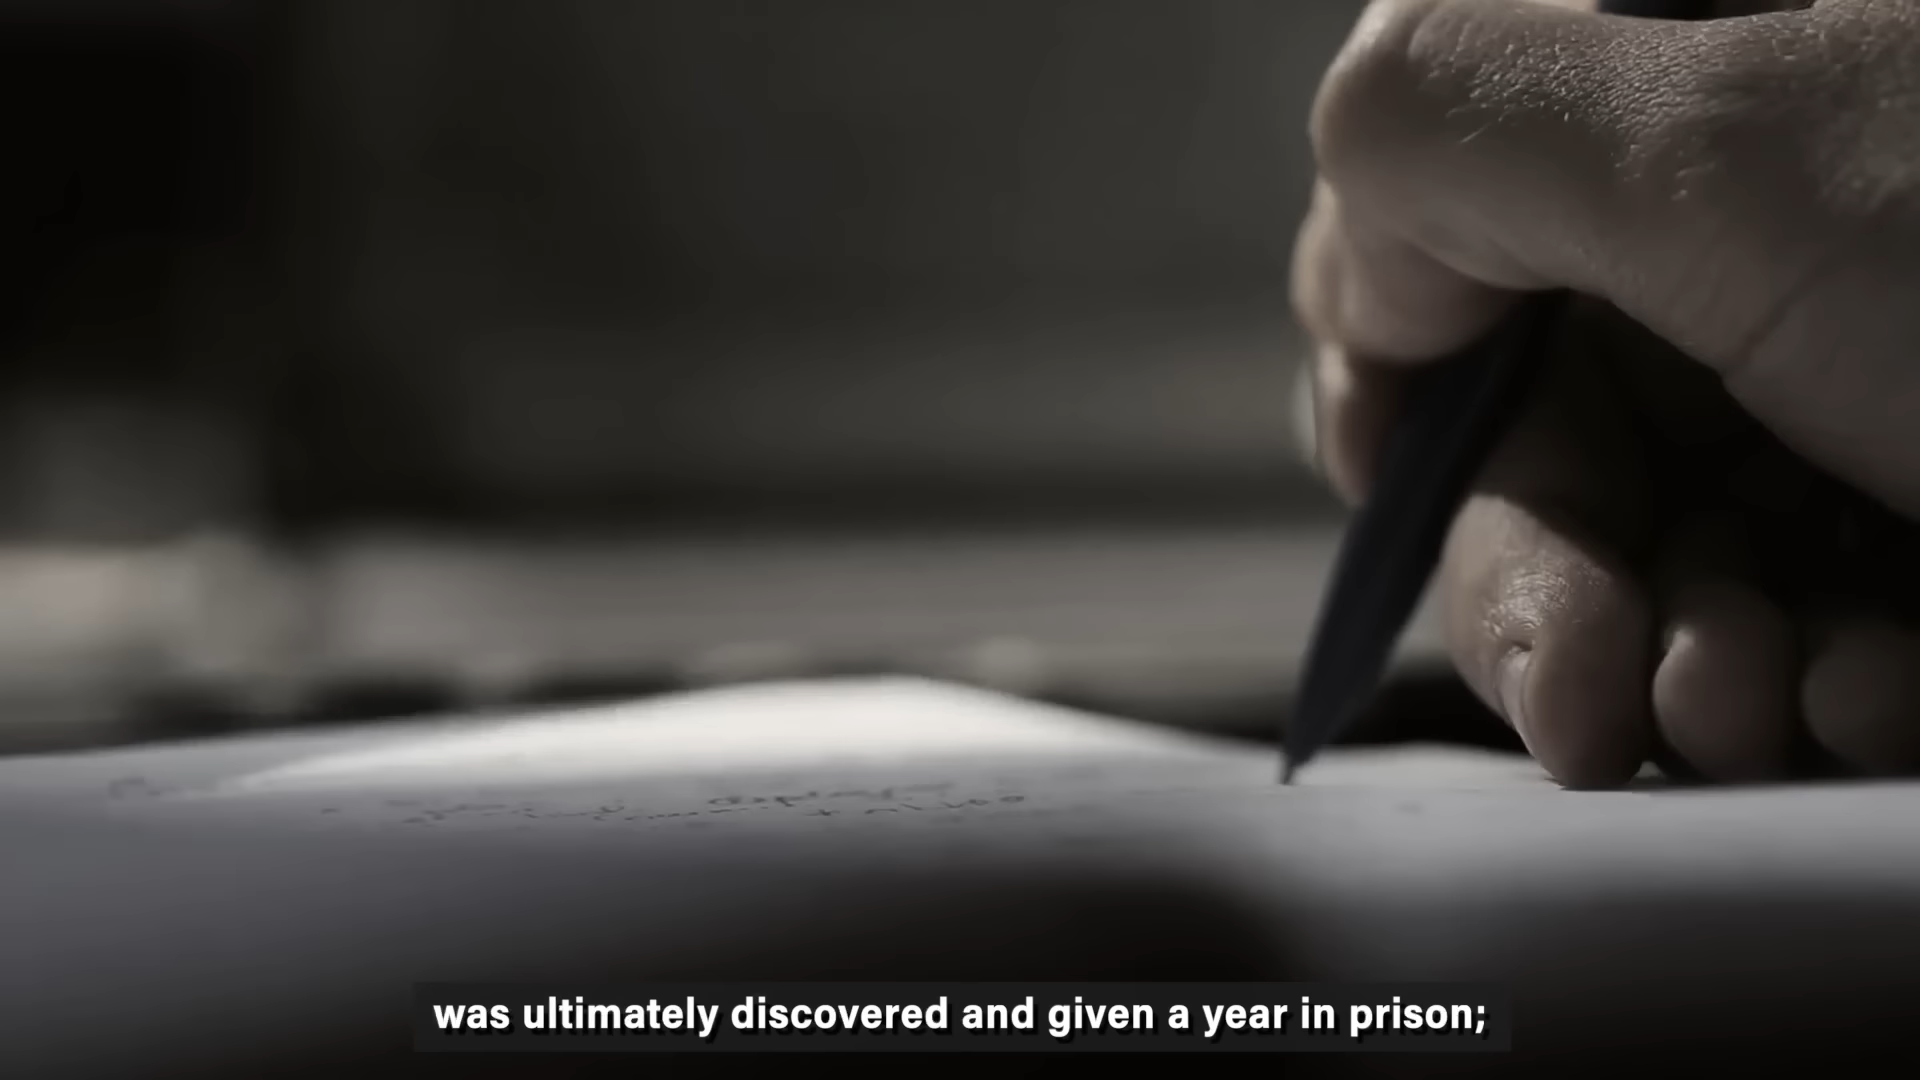 was ultimately discovered and given a year in prison;